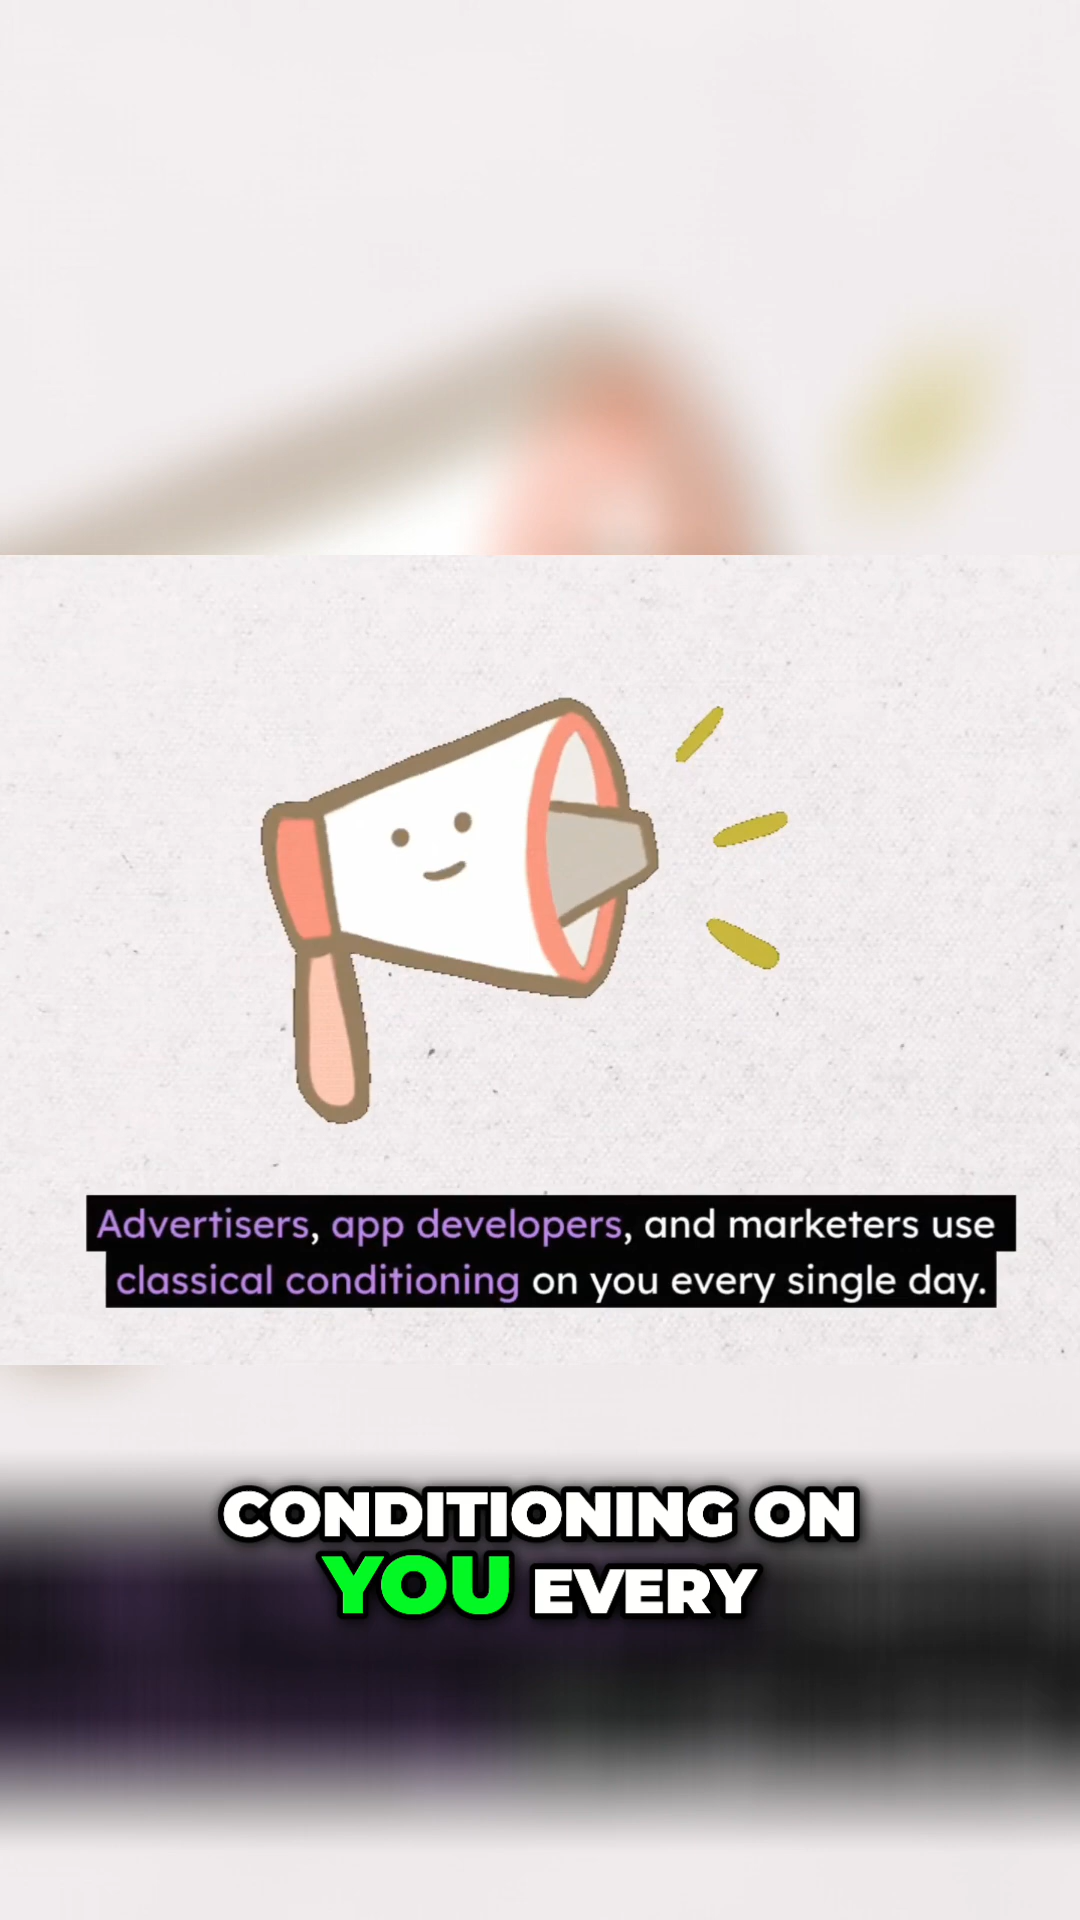 Advertisers, app developers, and marketers use
classical conditioning on you every single day.
CONDITIONING ON
YOU EVERY